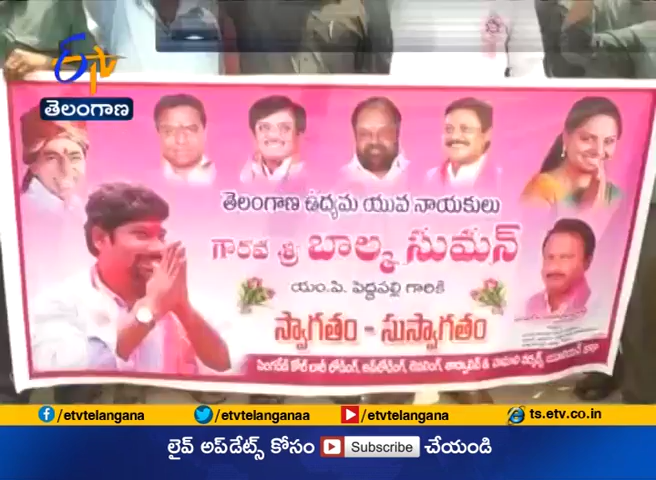 etv
తెలంగాణ
తెలంగాణ ఉద్యమ యువ నాయకులు
గౌరవ శ్రీ బాల్క సుమన్
యం.పి. పెద్దపల్లి గారికి
స్వాగతం - సుస్వాగతం
/etvtelangana /etvtelanganaa /etvtelangana ts.etv.co.in
లైవ్ అప్‌డేట్స్ కోసం Subscribe చేయండి